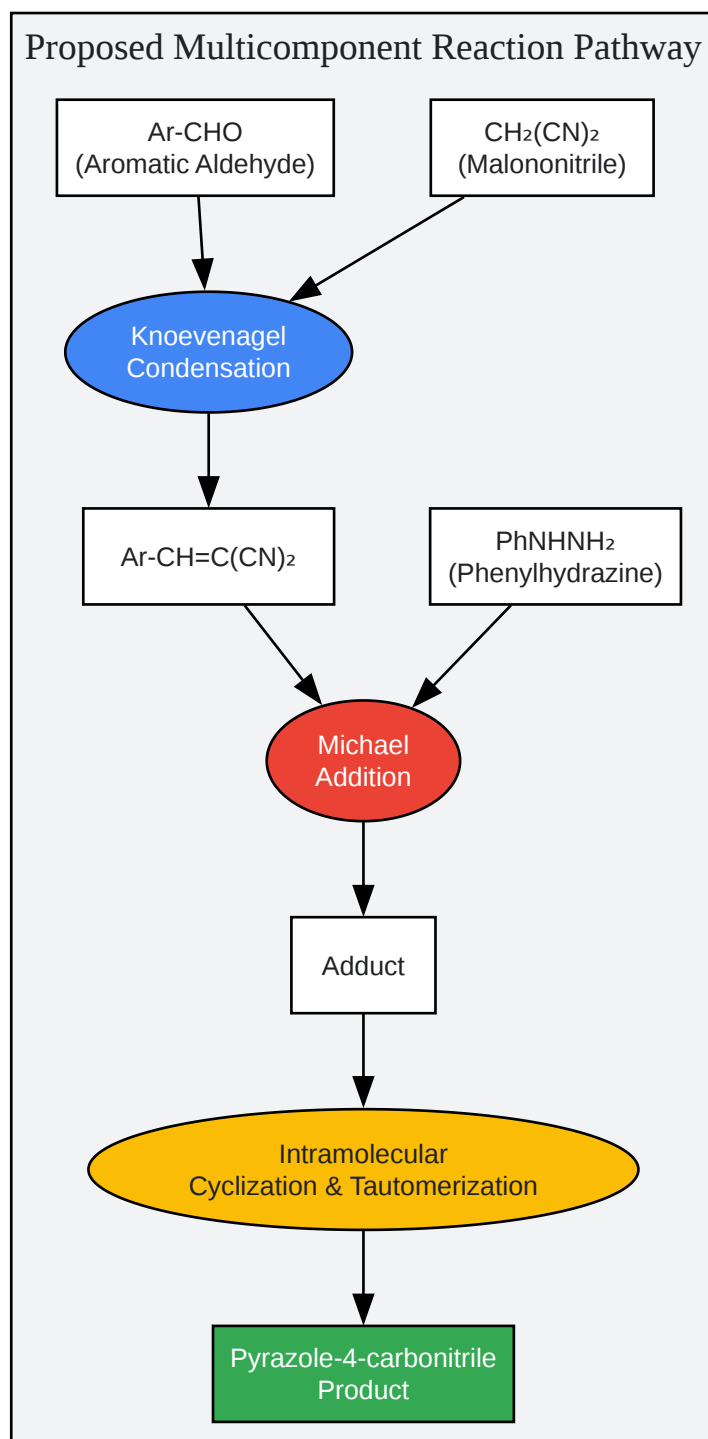 Proposed Multicomponent Reaction Pathway
Ar-CHO
(Aromatic Aldehyde)
CH₂(CN)₂
(Malononitrile)
Knoevenagel
Condensation
Ar-CH=C(CN)₂
PhNHNH₂
(Phenylhydrazine)
Michael
Addition
Adduct
Intramolecular
Cyclization & Tautomerization
Pyrazole-4-carbonitrile
Product